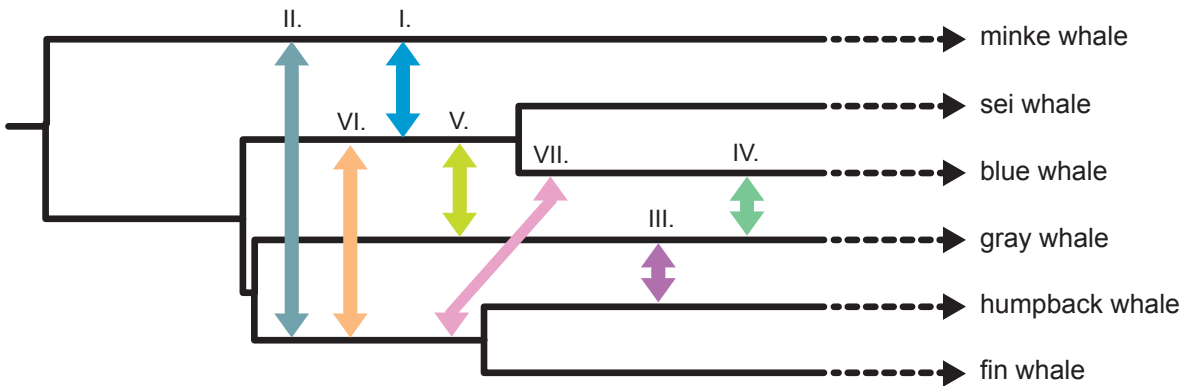 II.
I.
minke whale
sei whale
VI.
V.
VII.
IV.
blue whale
III.
gray whale
humpback whale
fin whale